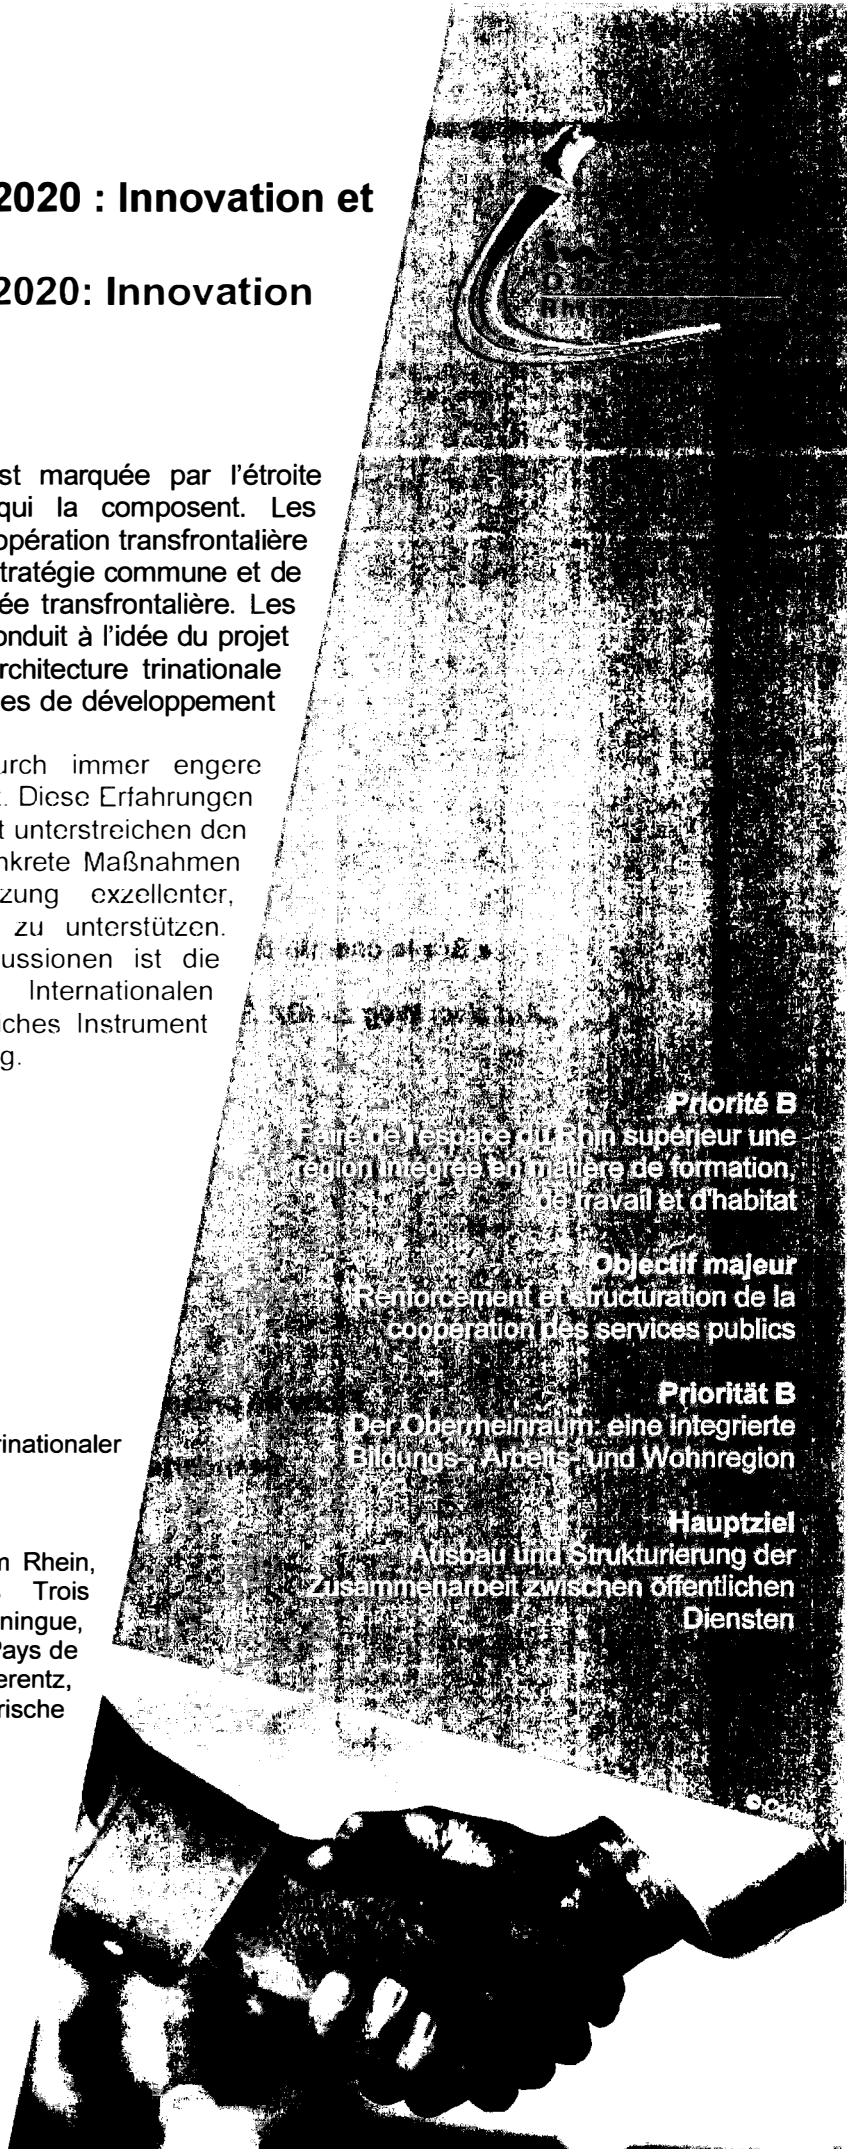 2020 : Innovation et
2020: Innovation
st marquée par l'étroite
qui la composent. Les
opération transfrontalière
tratégie commune et de
ée transfrontalière. Les
onduit à l'idée du projet
rchitecture trinationale
es de développement
urch immer engere
t. Diese Erfahrungen
t unterstreichen den
nkrete Maßnahmen
zung exzellenter,
zu unterstützen.
ussionen ist die
Internationalen
iches Instrument
g.
Priorité B
Faire de l'espace du Rhin supérieur une
région intégrée en matière de formation,
de travail et d'habitat
Objectif majeur
Renforcement et structuration de la
coopération des services publics
Priorität B
Der Oberrheinraum: eine integrierte
Bildungs-, Arbeits- und Wohnregion
Hauptziel
Ausbau und Strukturierung der
Zusammenarbeit zwischen öffentlichen
Diensten
rinationaler
m Rhein,
s Trois
ningue,
Pays de
erentz,
rische